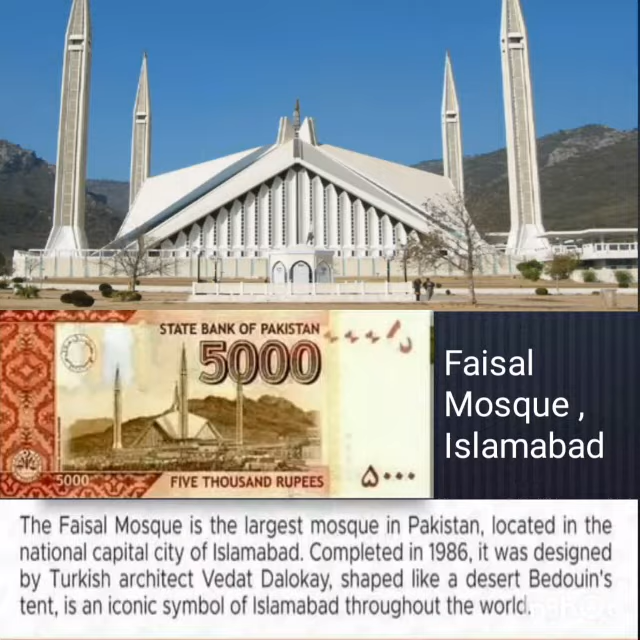 STATE BANK OF PAKISTAN
5000
Faisal
Mosque ,
Islamabad
5000
FIVE THOUSAND RUPEES
۵۰۰۰
The Faisal Mosque is the largest mosque in Pakistan, located in the
national capital city of Islamabad. Completed in 1986, it was designed
by Turkish architect Vedat Dalokay, shaped like a desert Bedouin's
tent, is an iconic symbol of Islamabad throughout the world.